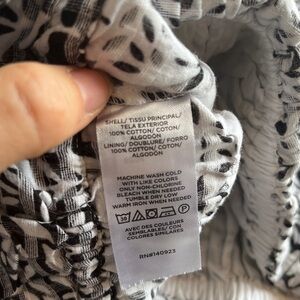 SHELL/ TISSU PRINCIPAL/
TELA EXTERIOR
100% COTTON/ COTON/
ALGODON
LINING/ DOUBLURE/ FORRO
100% COTTON/ COTON/
ALGODON
MACHINE WASH COLD
WITH LIKE COLORS
ONLY NON-CHLORINE
BLEACH WHEN NEEDED
TUMBLE DRY LOW
WARM IRON WHEN NEEDED
AVEC DES COULEURS
SEMBLABLES/ CON
COLORES SIMILARES
RN#140923